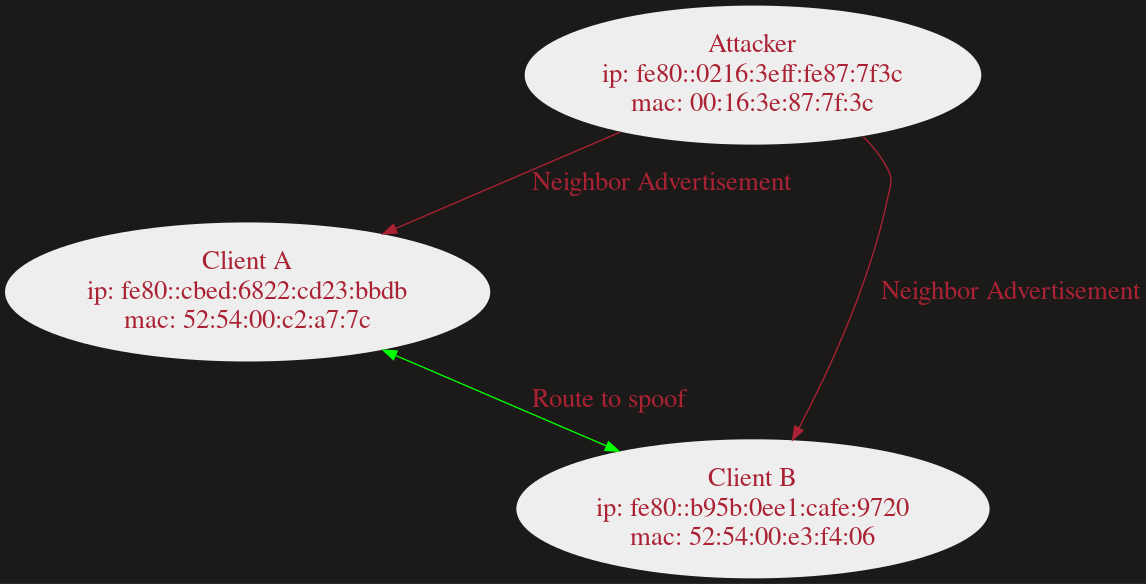 Attacker
ip: fe80::0216:3eff:fe87:7f3c
mac: 00:16:3e:87:7f:3c
Neighbor Advertisement
Client A
ip: fe80::cbed:6822:cd23:bbdb
mac: 52:54:00:c2:a7:7c
Neighbor Advertisement
Route to spoof
Client B
ip: fe80::b95b:0ee1:cafe:9720
mac: 52:54:00:e3:f4:06